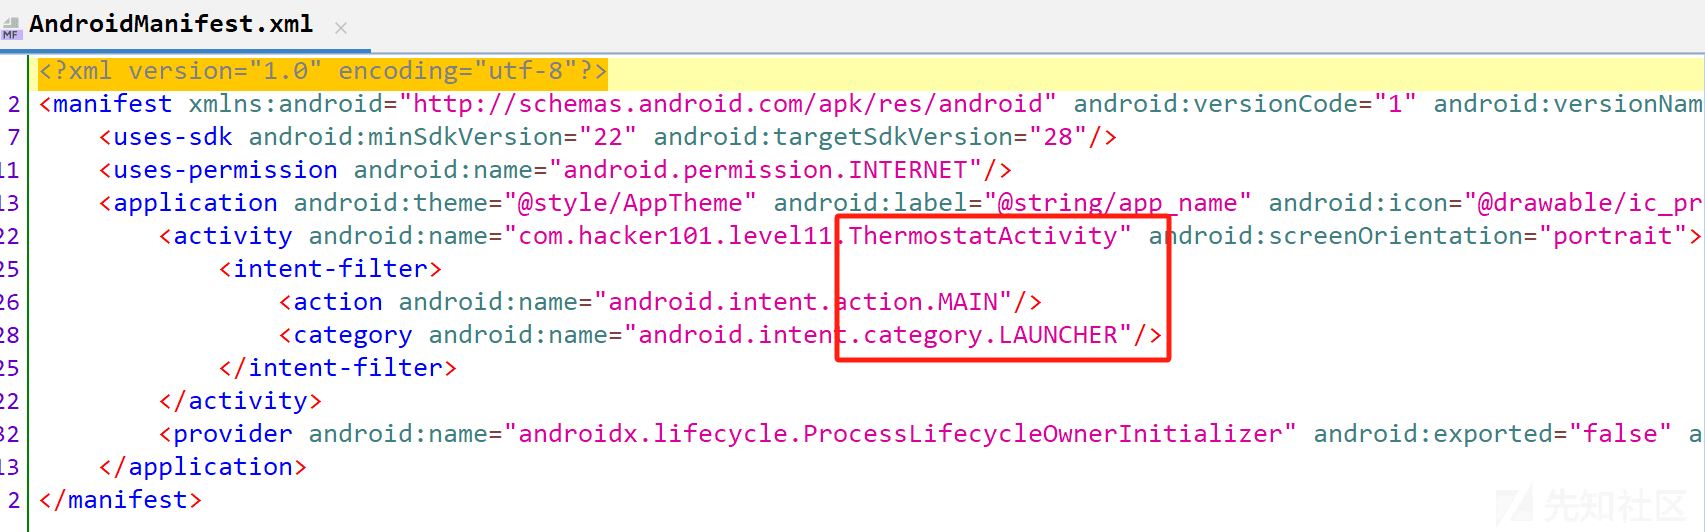 MF AndroidManifest.xml ×
<?xml version="1.0" encoding="utf-8"?>
2 <manifest xmlns:android="http://schemas.android.com/apk/res/android" android:versionCode="1" android:versionNam
7 <uses-sdk android:minSdkVersion="22" android:targetSdkVersion="28"/>
11 <uses-permission android:name="android.permission.INTERNET"/>
13 <application android:theme="@style/AppTheme" android:label="@string/app_name" android:icon="@drawable/ic_pr
22 <activity android:name="com.hacker101.level11.ThermostatActivity" android:screenOrientation="portrait">
25 <intent-filter>
26 <action android:name="android.intent.action.MAIN"/>
28 <category android:name="android.intent.category.LAUNCHER"/>
25 </intent-filter>
22 </activity>
32 <provider android:name="androidx.lifecycle.ProcessLifecycleOwnerInitializer" android:exported="false" a
13 </application>
2 </manifest>
先知社区